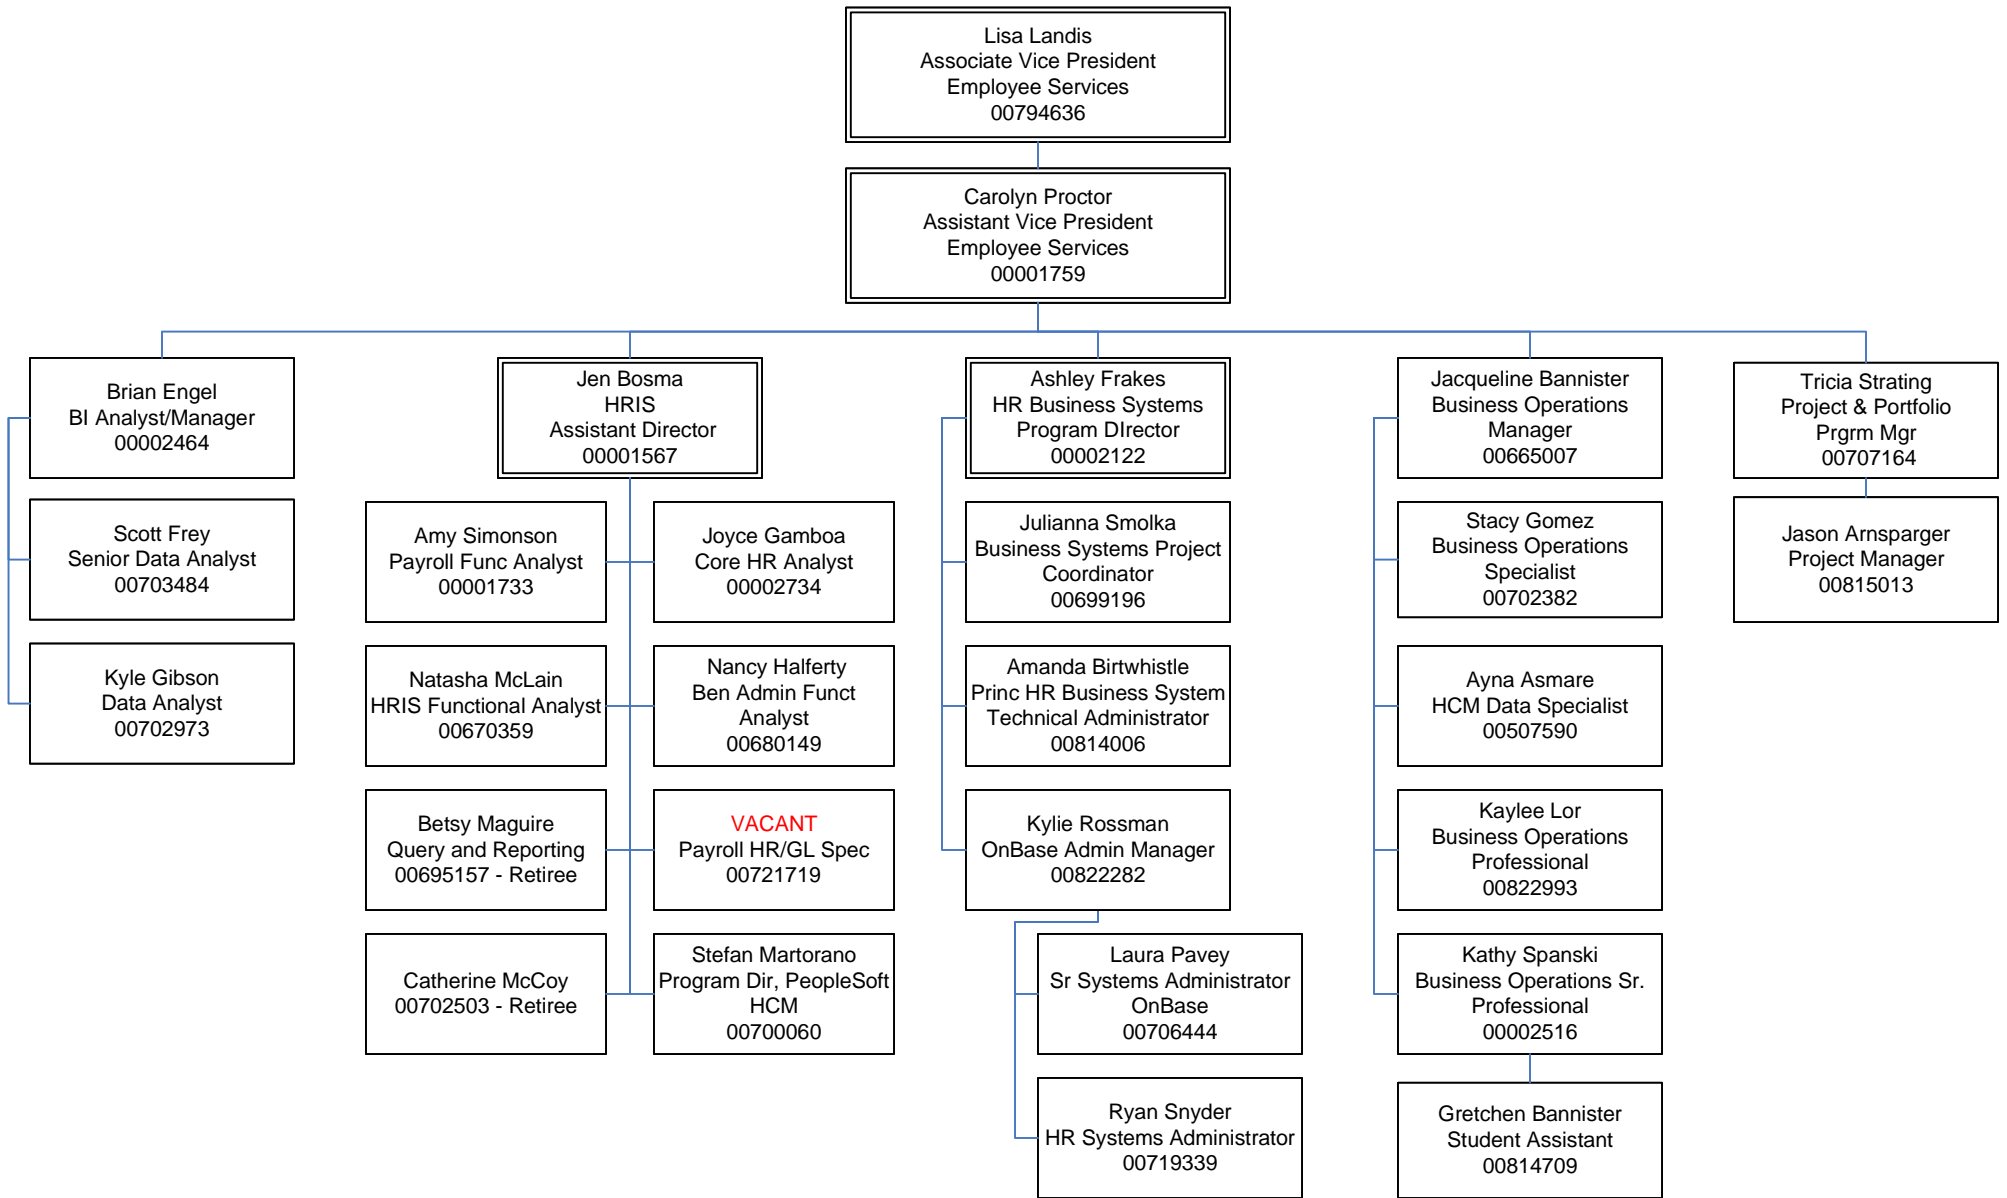 Lisa Landis
Associate Vice President
Employee Services
00794636
Carolyn Proctor
Assistant Vice President
Employee Services
00001759
Brian Engel
BI Analyst/Manager
00002464
Scott Frey
Senior Data Analyst
00703484
Kyle Gibson
Data Analyst
00702973
Jen Bosma
HRIS
Assistant Director
00001567
Amy Simonson
Payroll Func Analyst
00001733
Joyce Gamboa
Core HR Analyst
00002734
Natasha McLain
HRIS Functional Analyst
00670359
Nancy Halferty
Ben Admin Funct
Analyst
00680149
Betsy Maguire
Query and Reporting
00695157 - Retiree
VACANT
Payroll HR/GL Spec
00721719
Catherine McCoy
00702503 - Retiree
Stefan Martorano
Program Dir, PeopleSoft
HCM
00700060
Ashley Frakes
HR Business Systems
Program DIrector
00002122
Julianna Smolka
Business Systems Project
Coordinator
00699196
Amanda Birtwhistle
Princ HR Business System
Technical Administrator
00814006
Kylie Rossman
OnBase Admin Manager
00822282
Laura Pavey
Sr Systems Administrator
OnBase
00706444
Ryan Snyder
HR Systems Administrator
00719339
Jacqueline Bannister
Business Operations
Manager
00665007
Stacy Gomez
Business Operations
Specialist
00702382
Ayna Asmare
HCM Data Specialist
00507590
Kaylee Lor
Business Operations
Professional
00822993
Kathy Spanski
Business Operations Sr.
Professional
00002516
Gretchen Bannister
Student Assistant
00814709
Tricia Strating
Project & Portfolio
Prgrm Mgr
00707164
Jason Arnsparger
Project Manager
00815013